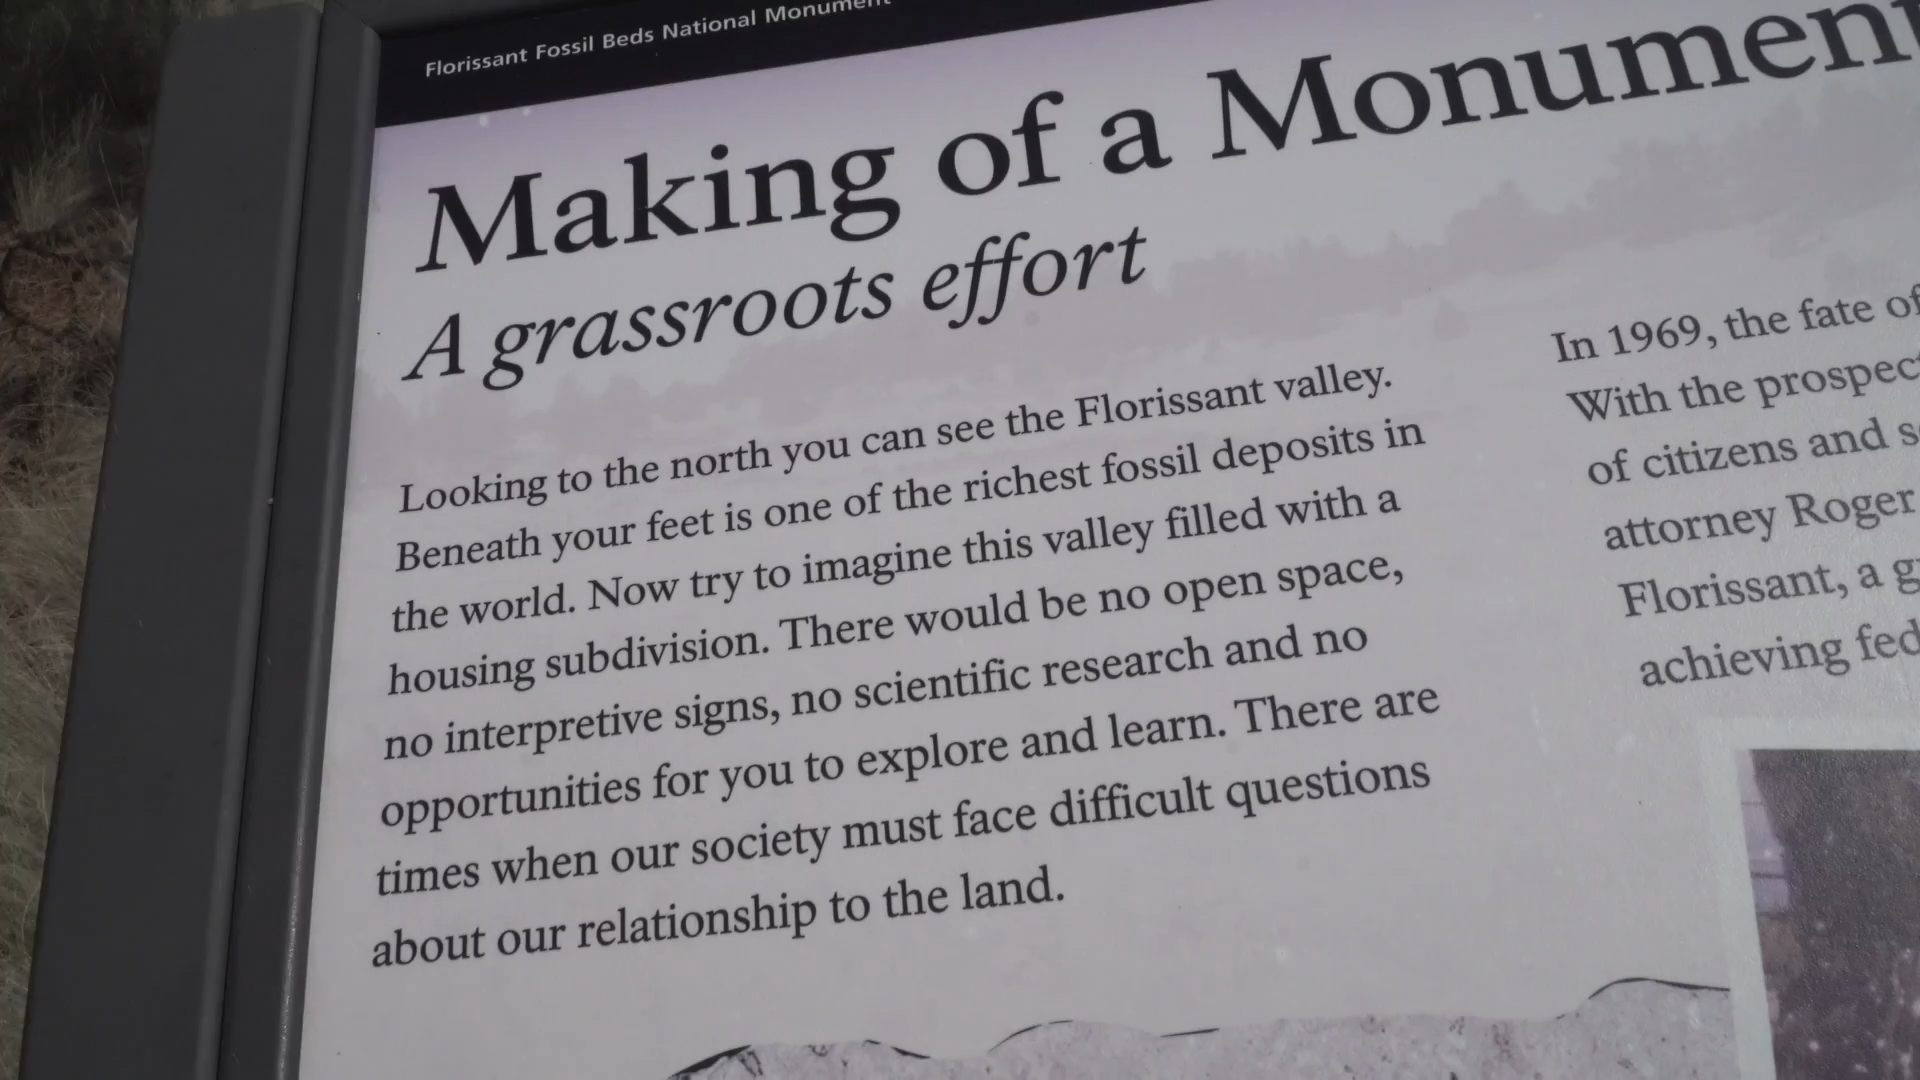 Florissant Fossil Beds National Monument
Making of a Monument
A grassroots effort
Looking to the north you can see the Florissant valley.
Beneath your feet is one of the richest fossil deposits in
the world. Now try to imagine this valley filled with a
housing subdivision. There would be no open space,
no interpretive signs, no scientific research and no
opportunities for you to explore and learn. There are
times when our society must face difficult questions
about our relationship to the land.
In 1969, the fate of
With the
of citizens and
attorney Roger
Florissant, a
achieving